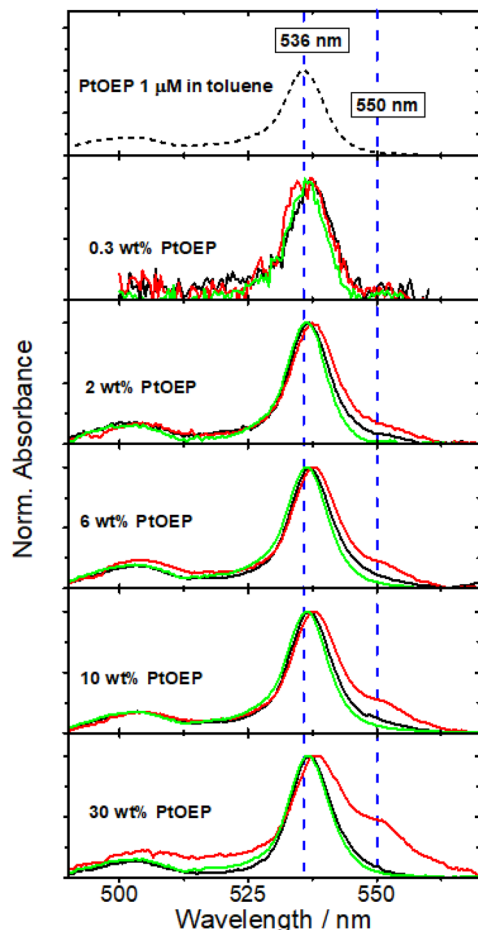 536 nm
PtOEP 1 µM in toluene
550 nm
0.3 wt% PtOEP
2 wt% PtOEP
6 wt% PtOEP
10 wt% PtOEP
30 wt% PtOEP
Norm. Absorbance
500 525 550
Wavelength / nm